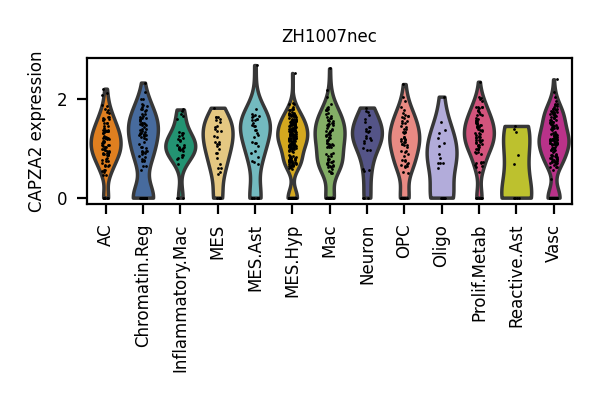 ZH1007nec
CAPZA2 expression
2
0
AC
Chromatin.Reg
Inflammatory.Mac
MES
MES.Ast
MES.Hyp
Mac
Neuron
OPC
Oligo
Prolif.Metab
Reactive.Ast
Vasc